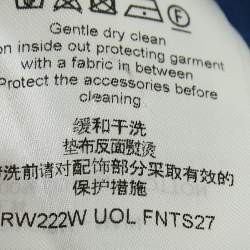 Gentle dry clean
on inside out protecting garment
with a fabric in between
Protect the accessories before
cleaning
缓和干洗
垫布反面熨烫
青洗前请对配饰部分采取有效的
保护措施
RW222W UOL FNTS27